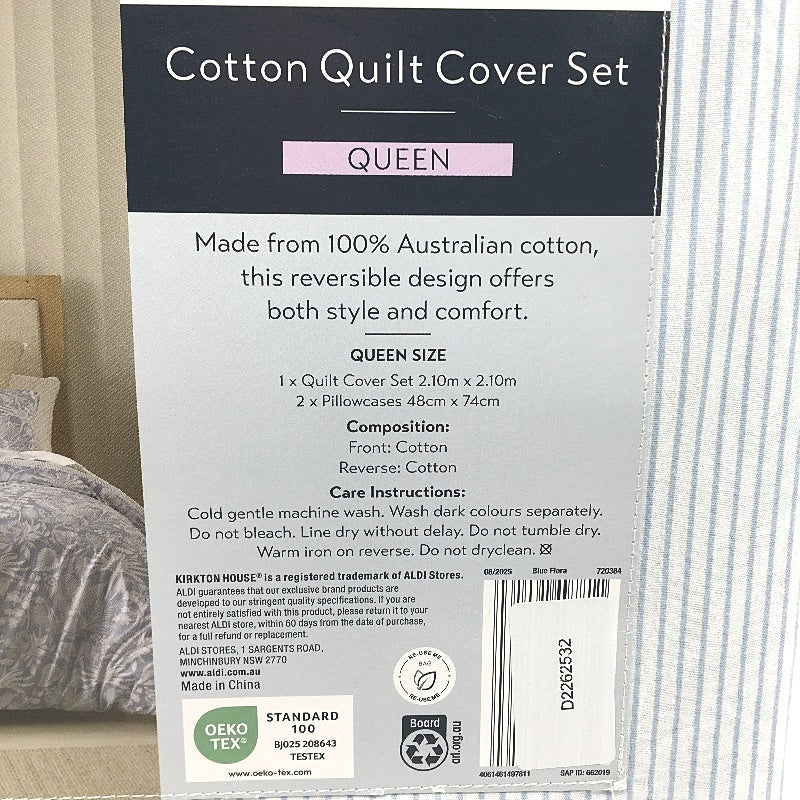 Cotton Quilt Cover Set
QUEEN
Made from 100% Australian cotton,
this reversible design offers
both style and comfort.
QUEEN SIZE
1 x Quilt Cover Set 2.10m x 2.10m
2 x Pillowcases 48cm x 74cm
Composition:
Front: Cotton
Reverse: Cotton
Care Instructions:
Cold gentle machine wash. Wash dark colours separately.
Do not bleach. Line dry without delay. Do not tumble dry.
Warm iron on reverse. Do not dryclean.
KIRKTON HOUSE® is a registered trademark of ALDI Stores.
ALDI guarantees that our exclusive brand products are
developed to our stringent quality specifications. If you are
not entirely satisfied with this product, please return it to your
nearest ALDI store, within 60 days from the date of purchase,
for a full refund or replacement.
ALDI STORES, 1 SARGENTS ROAD,
MINCHINBURY NSW 2770
www.aldi.com.au
Made in China
OEKO
TEX®
STANDARD
100
BJ025 208643
TESTEX
www.oeko-tex.com
RE-USE ME
BAG
RE-USE ME
Board
arl.org.au
08/2025 Blue Flora 720384
D2262532
4061461497811 SAP ID: 662019